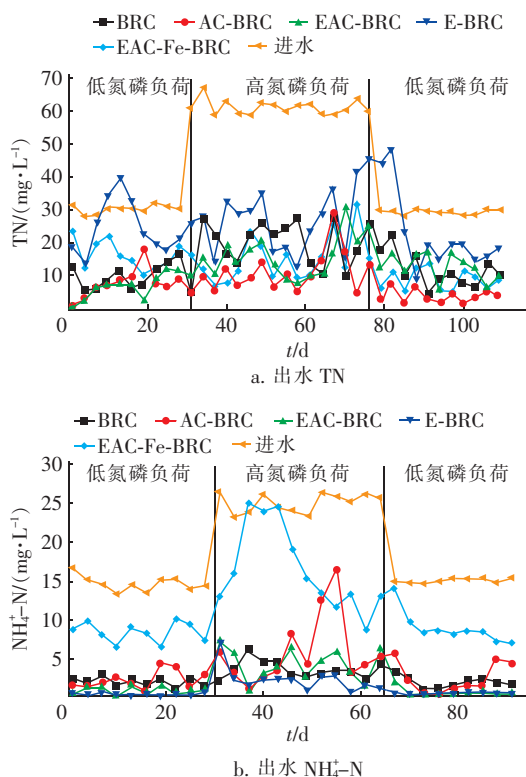 BRC AC-BRC EAC-BRC E-BRC
EAC-Fe-BRC 进水
低氮磷负荷 高氮磷负荷 低氮磷负荷
TN/(mg·L⁻¹)
70
60
50
40
30
20
10
0 20 40 60 80 100
t/d
a. 出水 TN
BRC AC-BRC EAC-BRC E-BRC
EAC-Fe-BRC 进水
低氮磷负荷 高氮磷负荷 低氮磷负荷
NH₄⁺-N/(mg·L⁻¹)
30
25
20
15
10
5
0 20 40 60 80
t/d
b. 出水 NH₄⁺-N